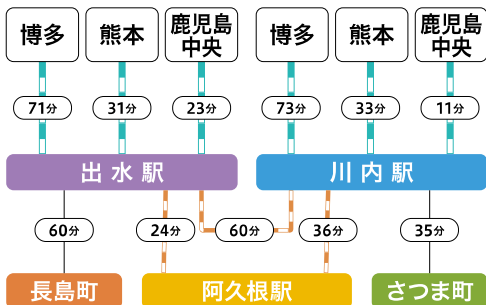 博多
熊本
鹿児島
中央
博多
熊本
鹿児島
中央
71分
31分
23分
73分
33分
11分
出水駅
川内駅
60分
24分
60分
36分
35分
長島町
阿久根駅
さつま町